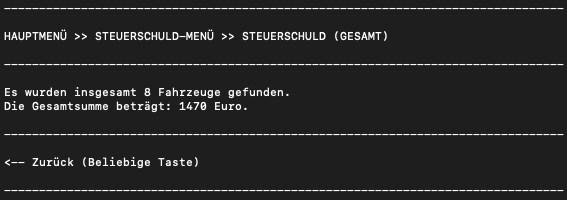 HAUPTMENÜ >> STEUERSCHULD-MENÜ >> STEUERSCHULD (GESAMT)
Es wurden insgesamt 8 Fahrzeuge gefunden.
Die Gesamtsumme beträgt: 1470 Euro.
<-- Zurück (Beliebige Taste)